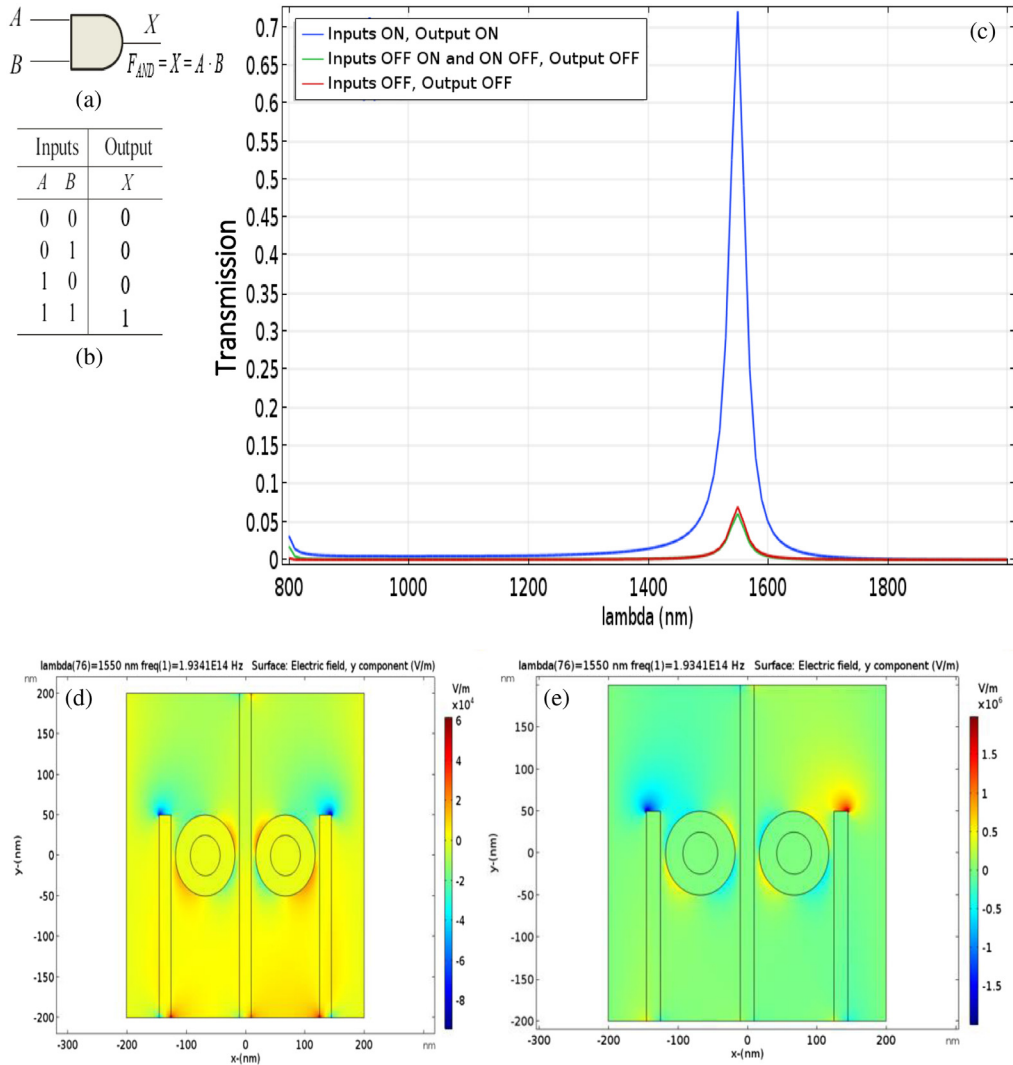 A
X
B
F_AND = X = A · B
(a)
Inputs Output
A B X
0 0 0
0 1 0
1 0 0
1 1 1
(b)
(c)
Inputs ON, Output ON
Inputs OFF ON and ON OFF, Output OFF
Inputs OFF, Output OFF
Transmission
0.7
0.65
0.6
0.55
0.5
0.45
0.4
0.35
0.3
0.25
0.2
0.15
0.1
0.05
0
800 1000 1200 1400 1600 1800
lambda (nm)
lambda(76)=1550 nm freq(1)=1.9341E14 Hz Surface: Electric field, y component (V/m)
nm
(d)
V/m
x10⁴
200
150
100
50
0
-50
-100
-150
-200
y-(nm)
6
4
2
0
-2
-4
-6
-8
-300 -200 -100 0 100 200 nm
x-(nm)
lambda(76)=1550 nm freq(1)=1.9341E14 Hz Surface: Electric field, y component (V/m)
nm
(e)
V/m
x10⁶
200
150
100
50
0
-50
-100
-150
-200
y-(nm)
1.5
1
0.5
0
-0.5
-1
-1.5
-300 -200 -100 0 100 200 nm
x-(nm)